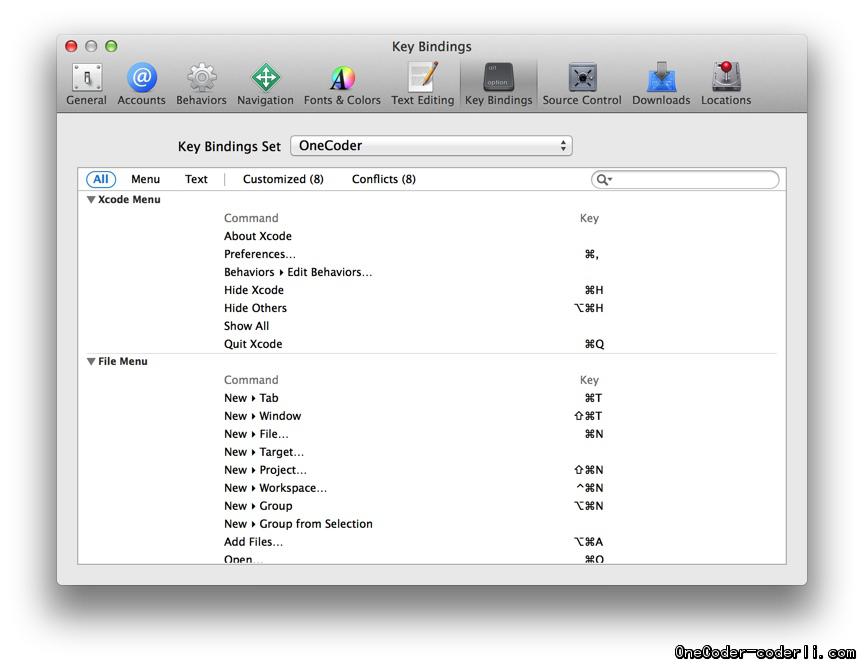 Key Bindings
General Accounts Behaviors Navigation Fonts & Colors Text Editing alt option Key Bindings Source Control Downloads Locations
Key Bindings Set OneCoder
All Menu Text Customized (8) Conflicts (8)
Xcode Menu
Command Key
About Xcode
Preferences... ⌘,
Behaviors ▸ Edit Behaviors...
Hide Xcode ⌘H
Hide Others ⌥⌘H
Show All
Quit Xcode ⌘Q
File Menu
Command Key
New ▸ Tab ⌘T
New ▸ Window ⇧⌘T
New ▸ File... ⌘N
New ▸ Target...
New ▸ Project... ⇧⌘N
New ▸ Workspace... ^⌘N
New ▸ Group ⌥⌘N
New ▸ Group from Selection
Add Files... ⌥⌘A
Open... ⌘O
OneCoder-coderli.com